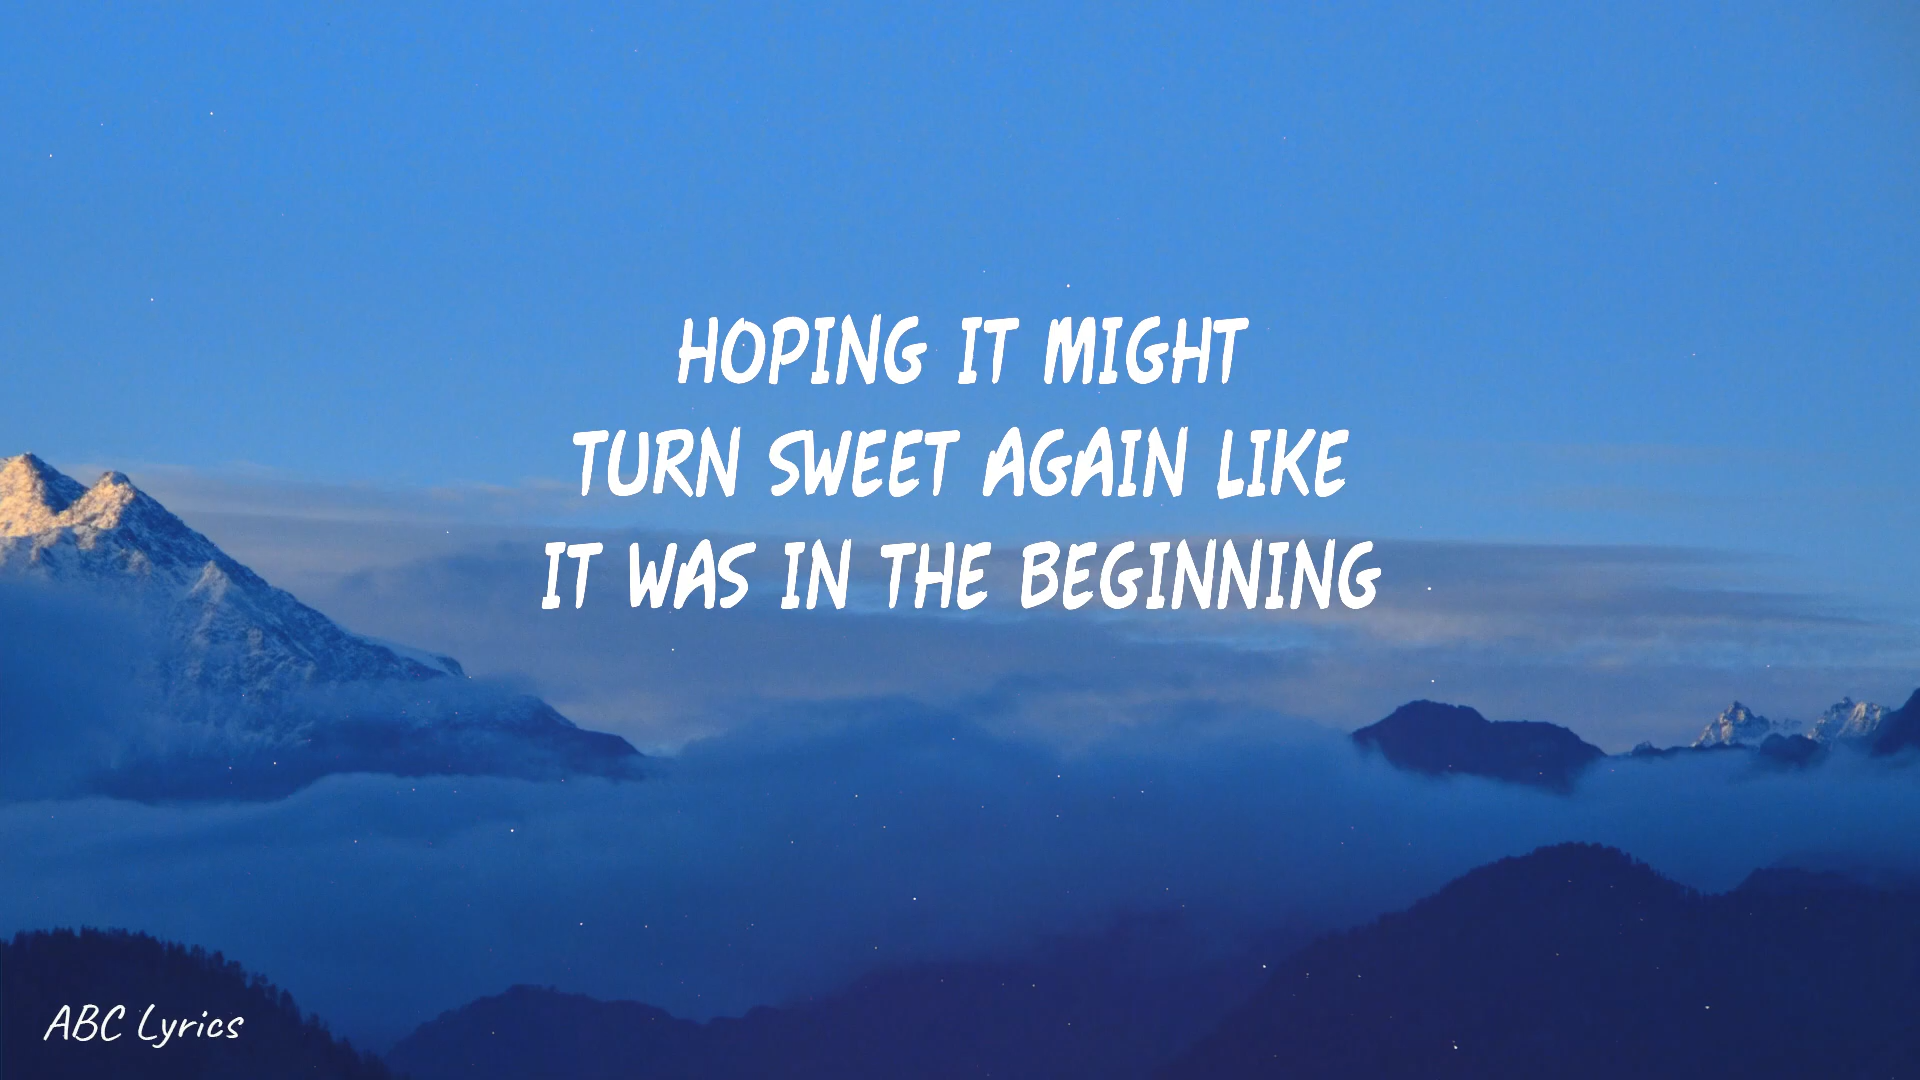 HOPING IT MIGHT
TURN SWEET AGAIN LIKE
IT WAS IN THE BEGINNING
ABC Lyrics